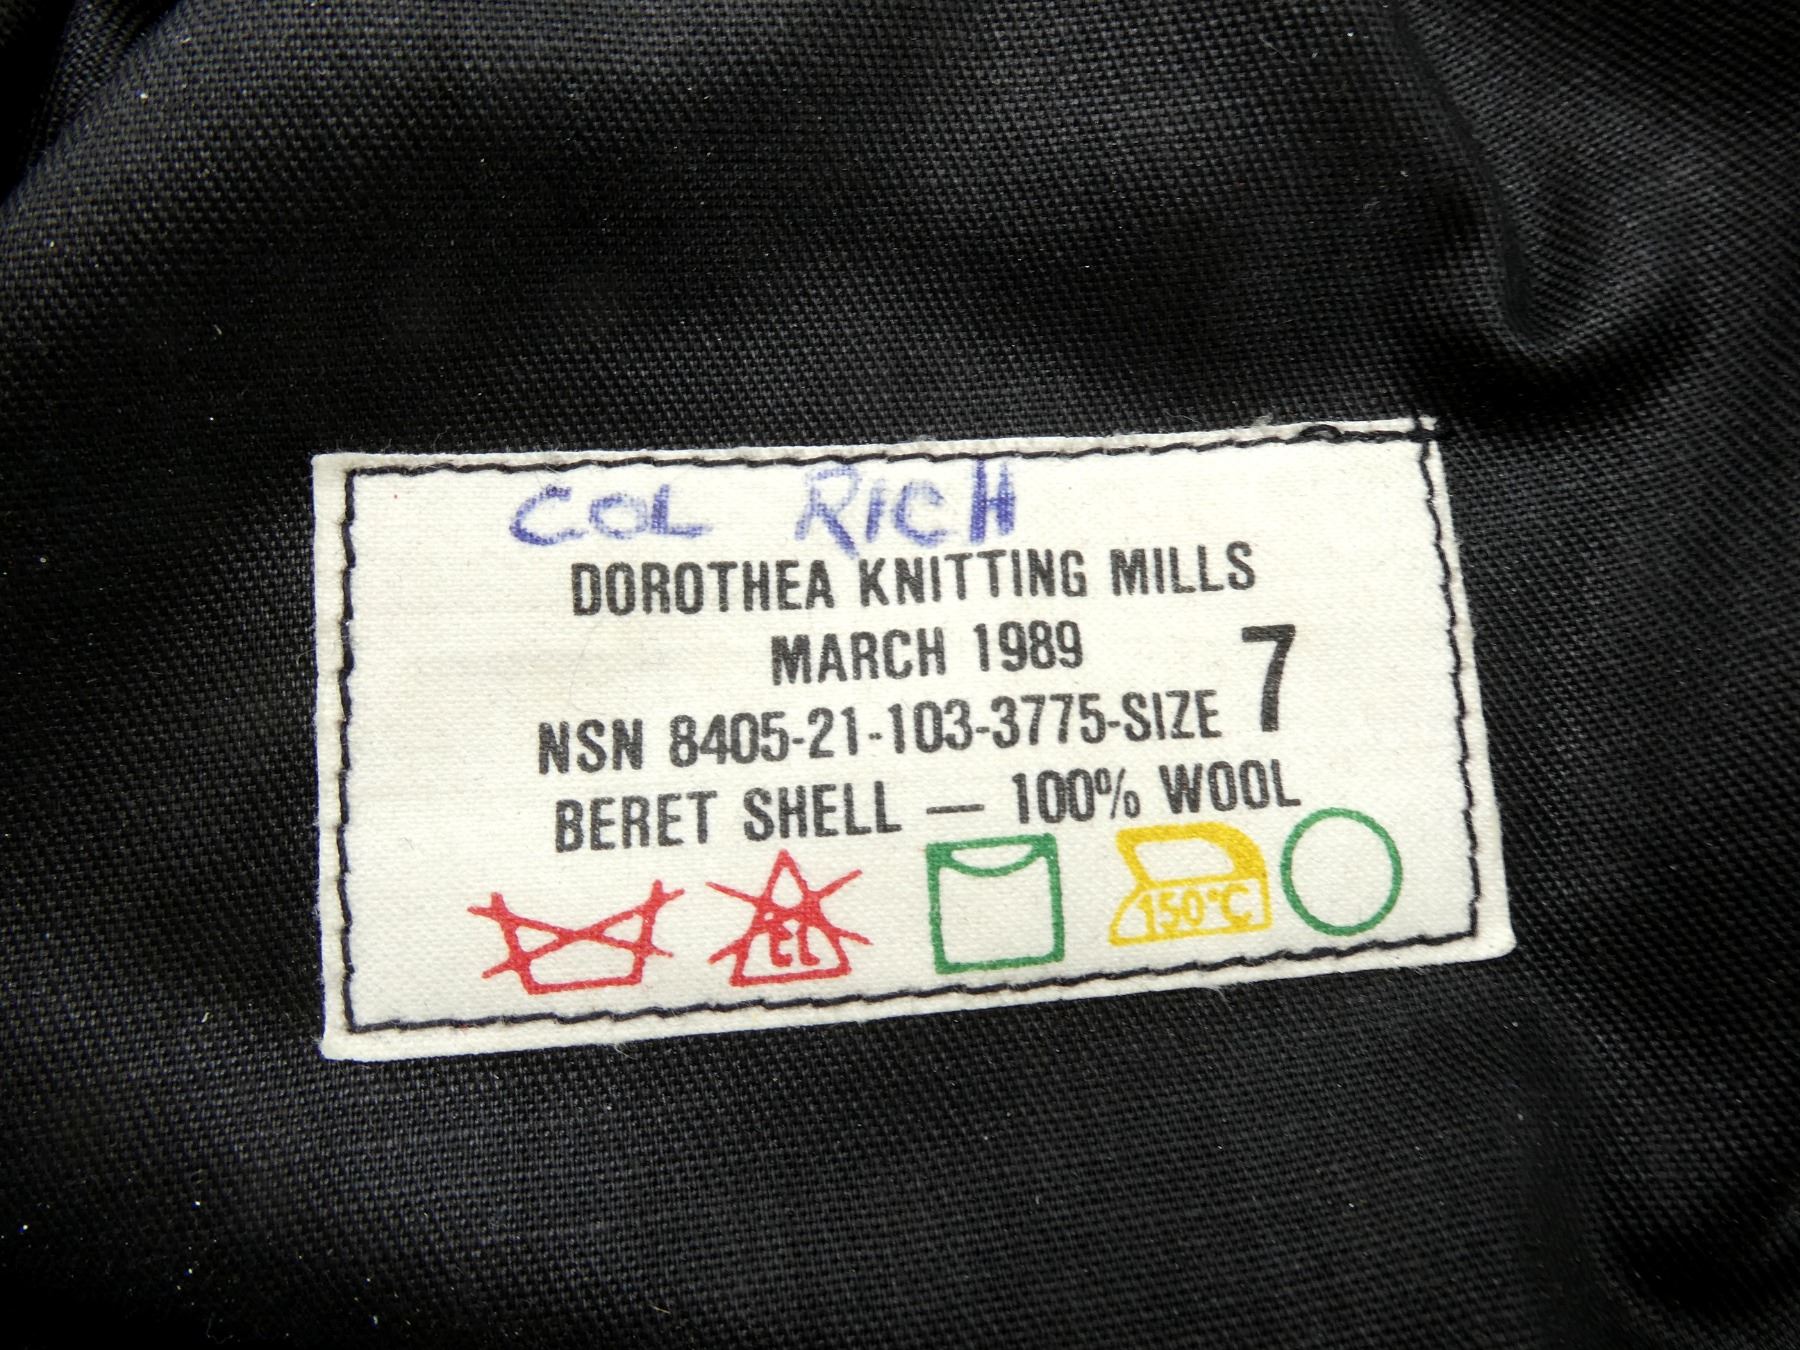 COL RICH
DOROTHEA KNITTING MILLS
MARCH 1989
NSN 8405-21-103-3775-SIZE 7
BERET SHELL — 100% WOOL
CL 150°C